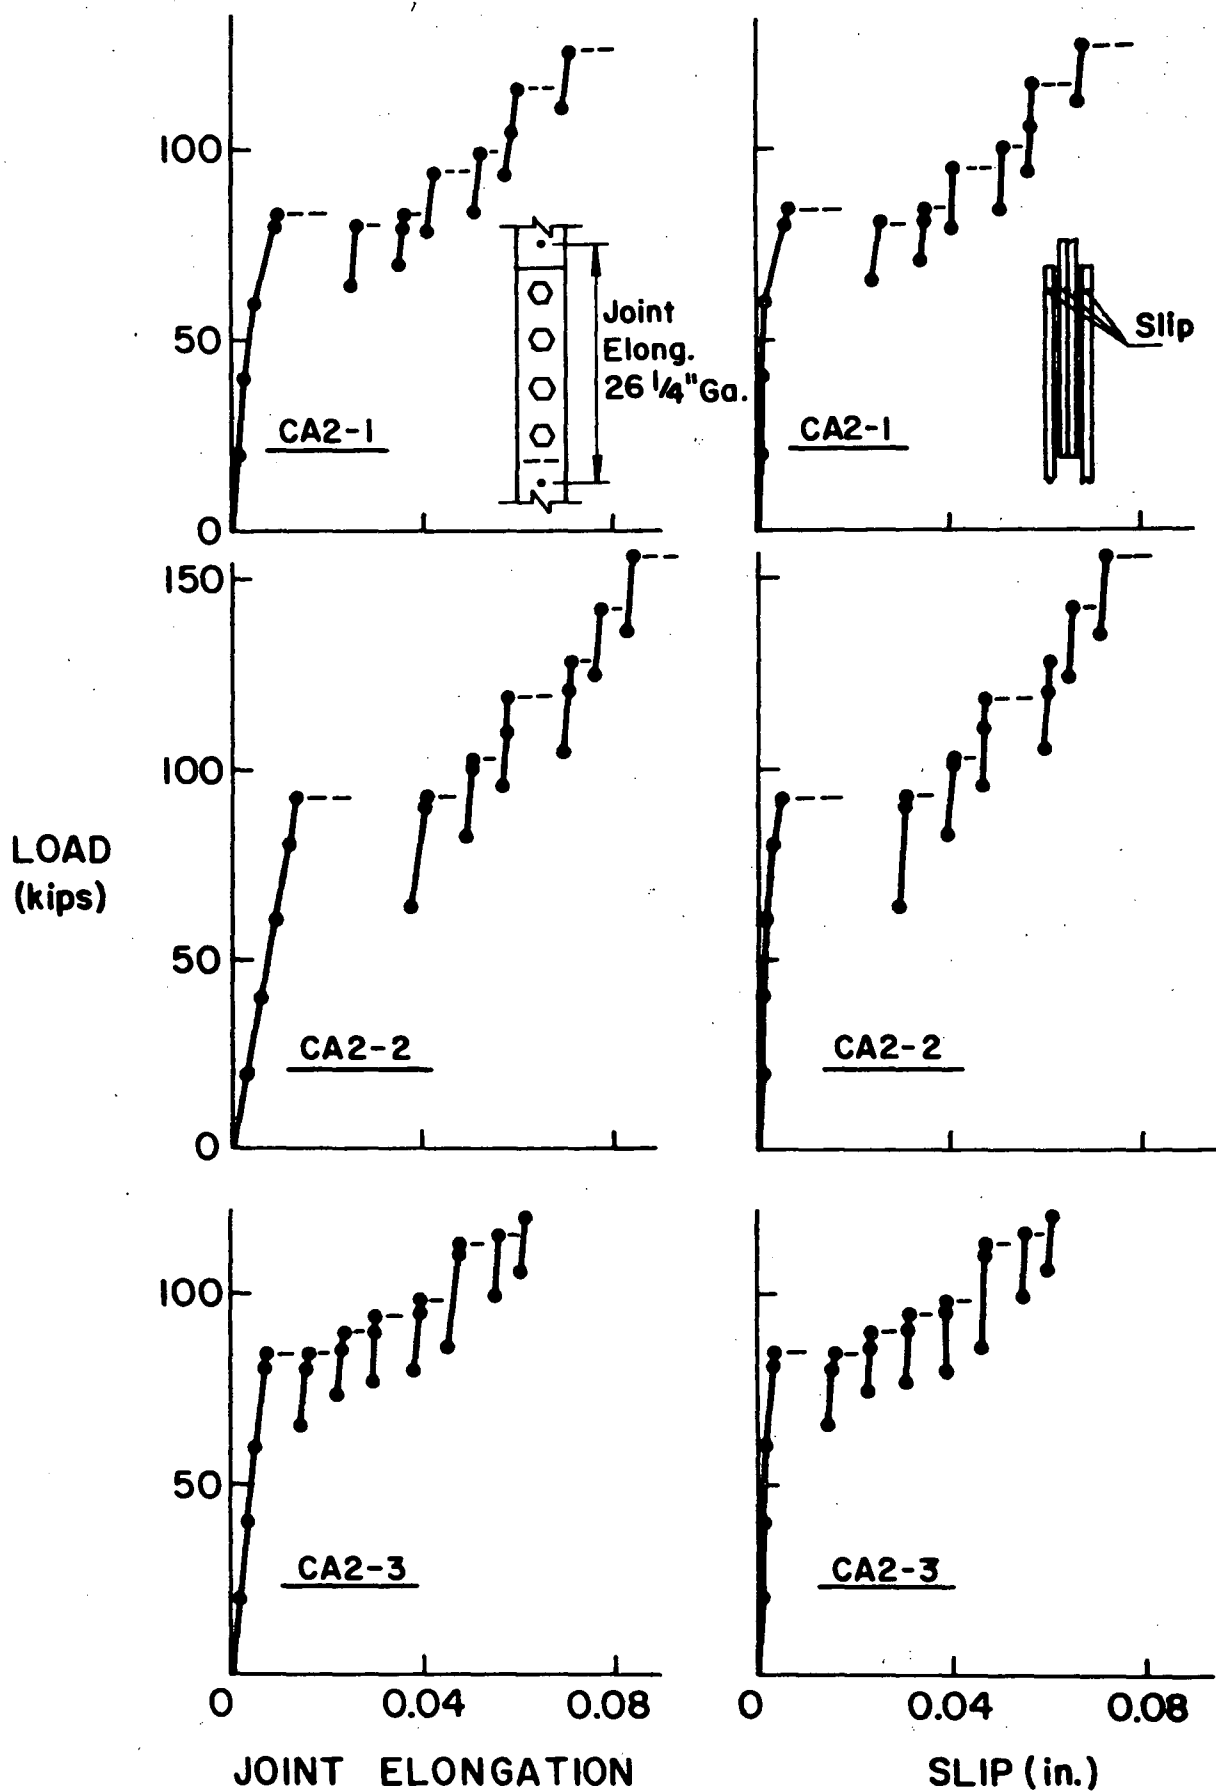 100
50
0
CA2-1
Joint
Elong.
26 1/4" Ga.
CA2-1
Slip
150
100
50
0
LOAD
(kips)
CA2-2
CA2-2
100
50
CA2-3
CA2-3
0 0.04 0.08
0 0.04 0.08
JOINT ELONGATION
SLIP (in.)